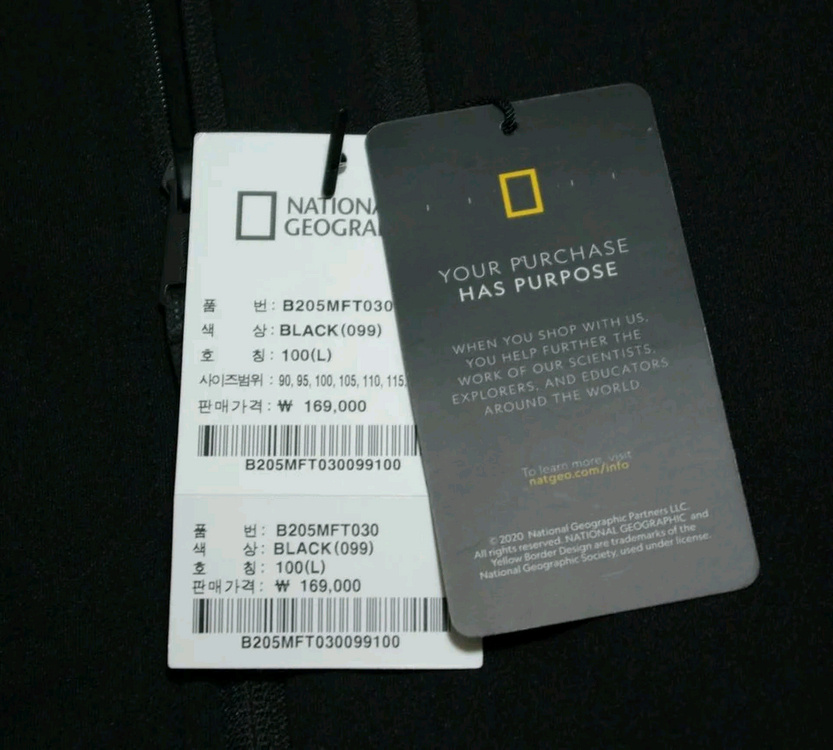 NATIONA
GEOGRA
품 번: B205MFT030
색 상: BLACK(099)
호 칭: 100(L)
사이즈범위 : 90, 95, 100, 105, 110, 115,
판매가격: ₩ 169,000
B205MFT030099100
품 번: B205MFT030
색 상: BLACK(099)
호 칭: 100(L)
판매가격: ₩ 169,000
B205MFT030099100
YOUR PURCHASE
HAS PURPOSE
WHEN YOU SHOP WITH US,
YOU HELP FURTHER THE
WORK OF OUR SCIENTISTS,
EXPLORERS, AND EDUCATORS
AROUND THE WORLD
To learn more, visit
natgeo.com/info
© 2020 National Geographic Partners LLC.
All rights reserved. NATIONAL GEOGRAPHIC and
Yellow Border Design are trademarks of the
National Geographic Society, used under license.